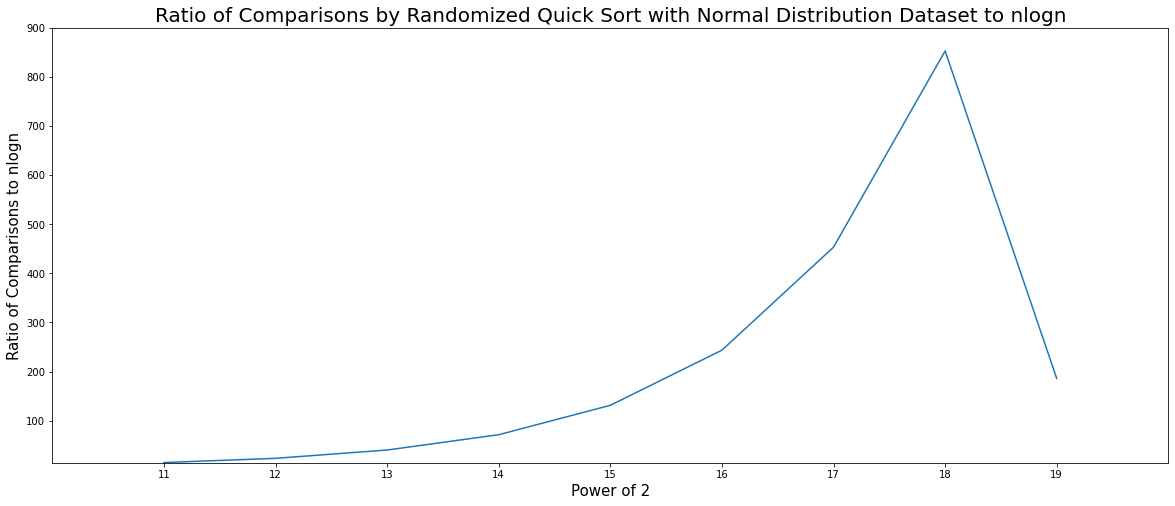 Ratio of Comparisons by Randomized Quick Sort with Normal Distribution Dataset to nlogn
Ratio of Comparisons to nlogn
900
800
700
600
500
400
300
200
100
11 12 13 14 15 16 17 18 19
Power of 2